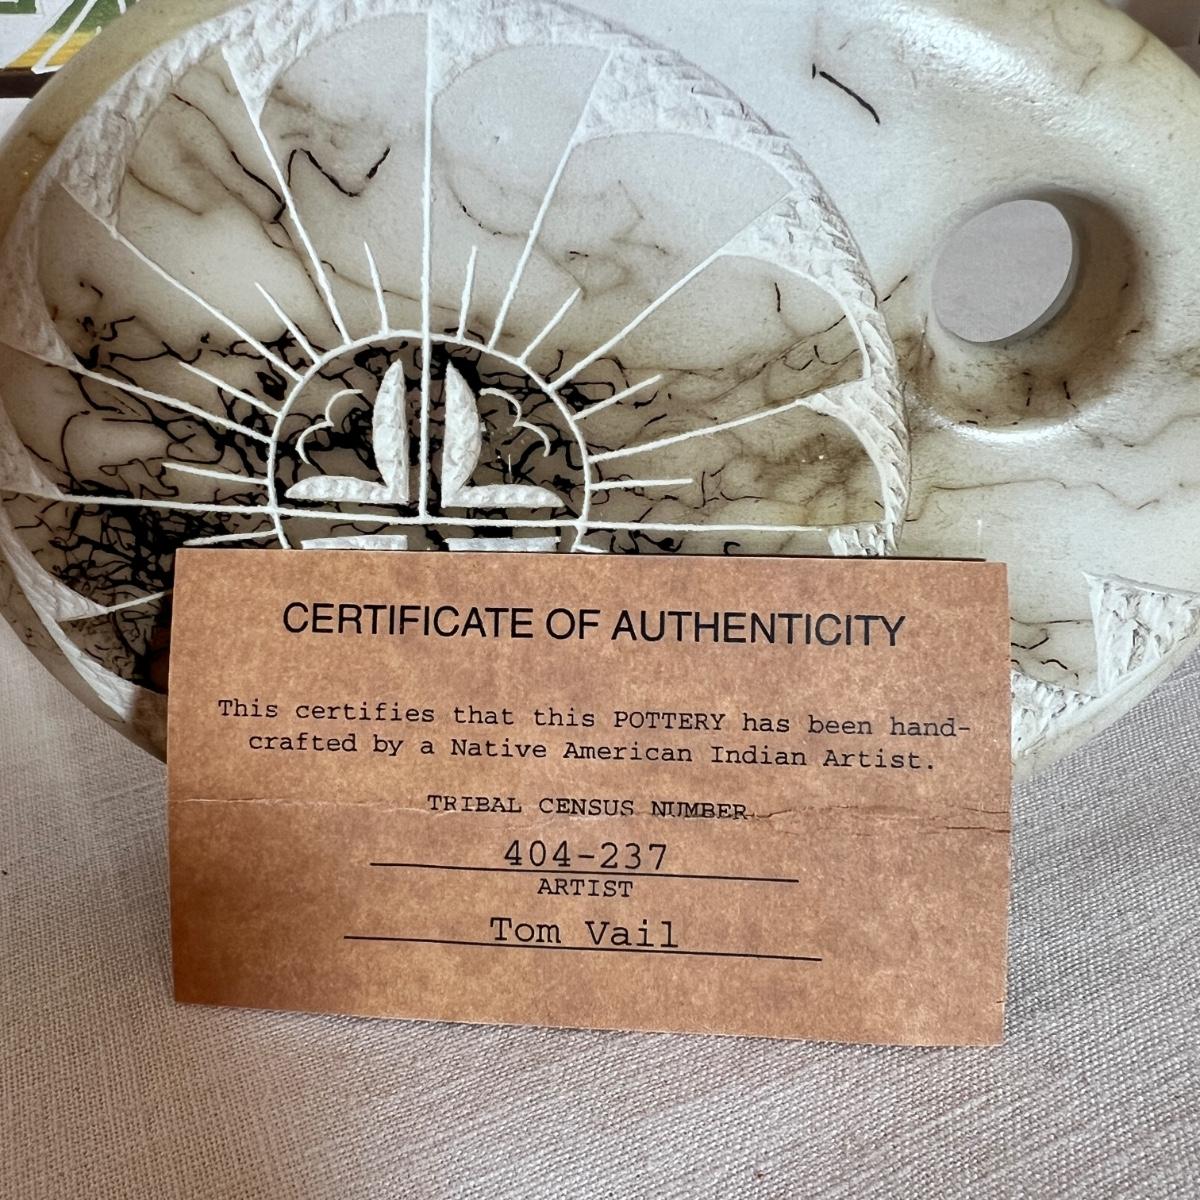 CERTIFICATE OF AUTHENTICITY
This certifies that this POTTERY has been hand-
crafted by a Native American Indian Artist.
TRIBAL CENSUS NUMBER
404-237
ARTIST
Tom Vail